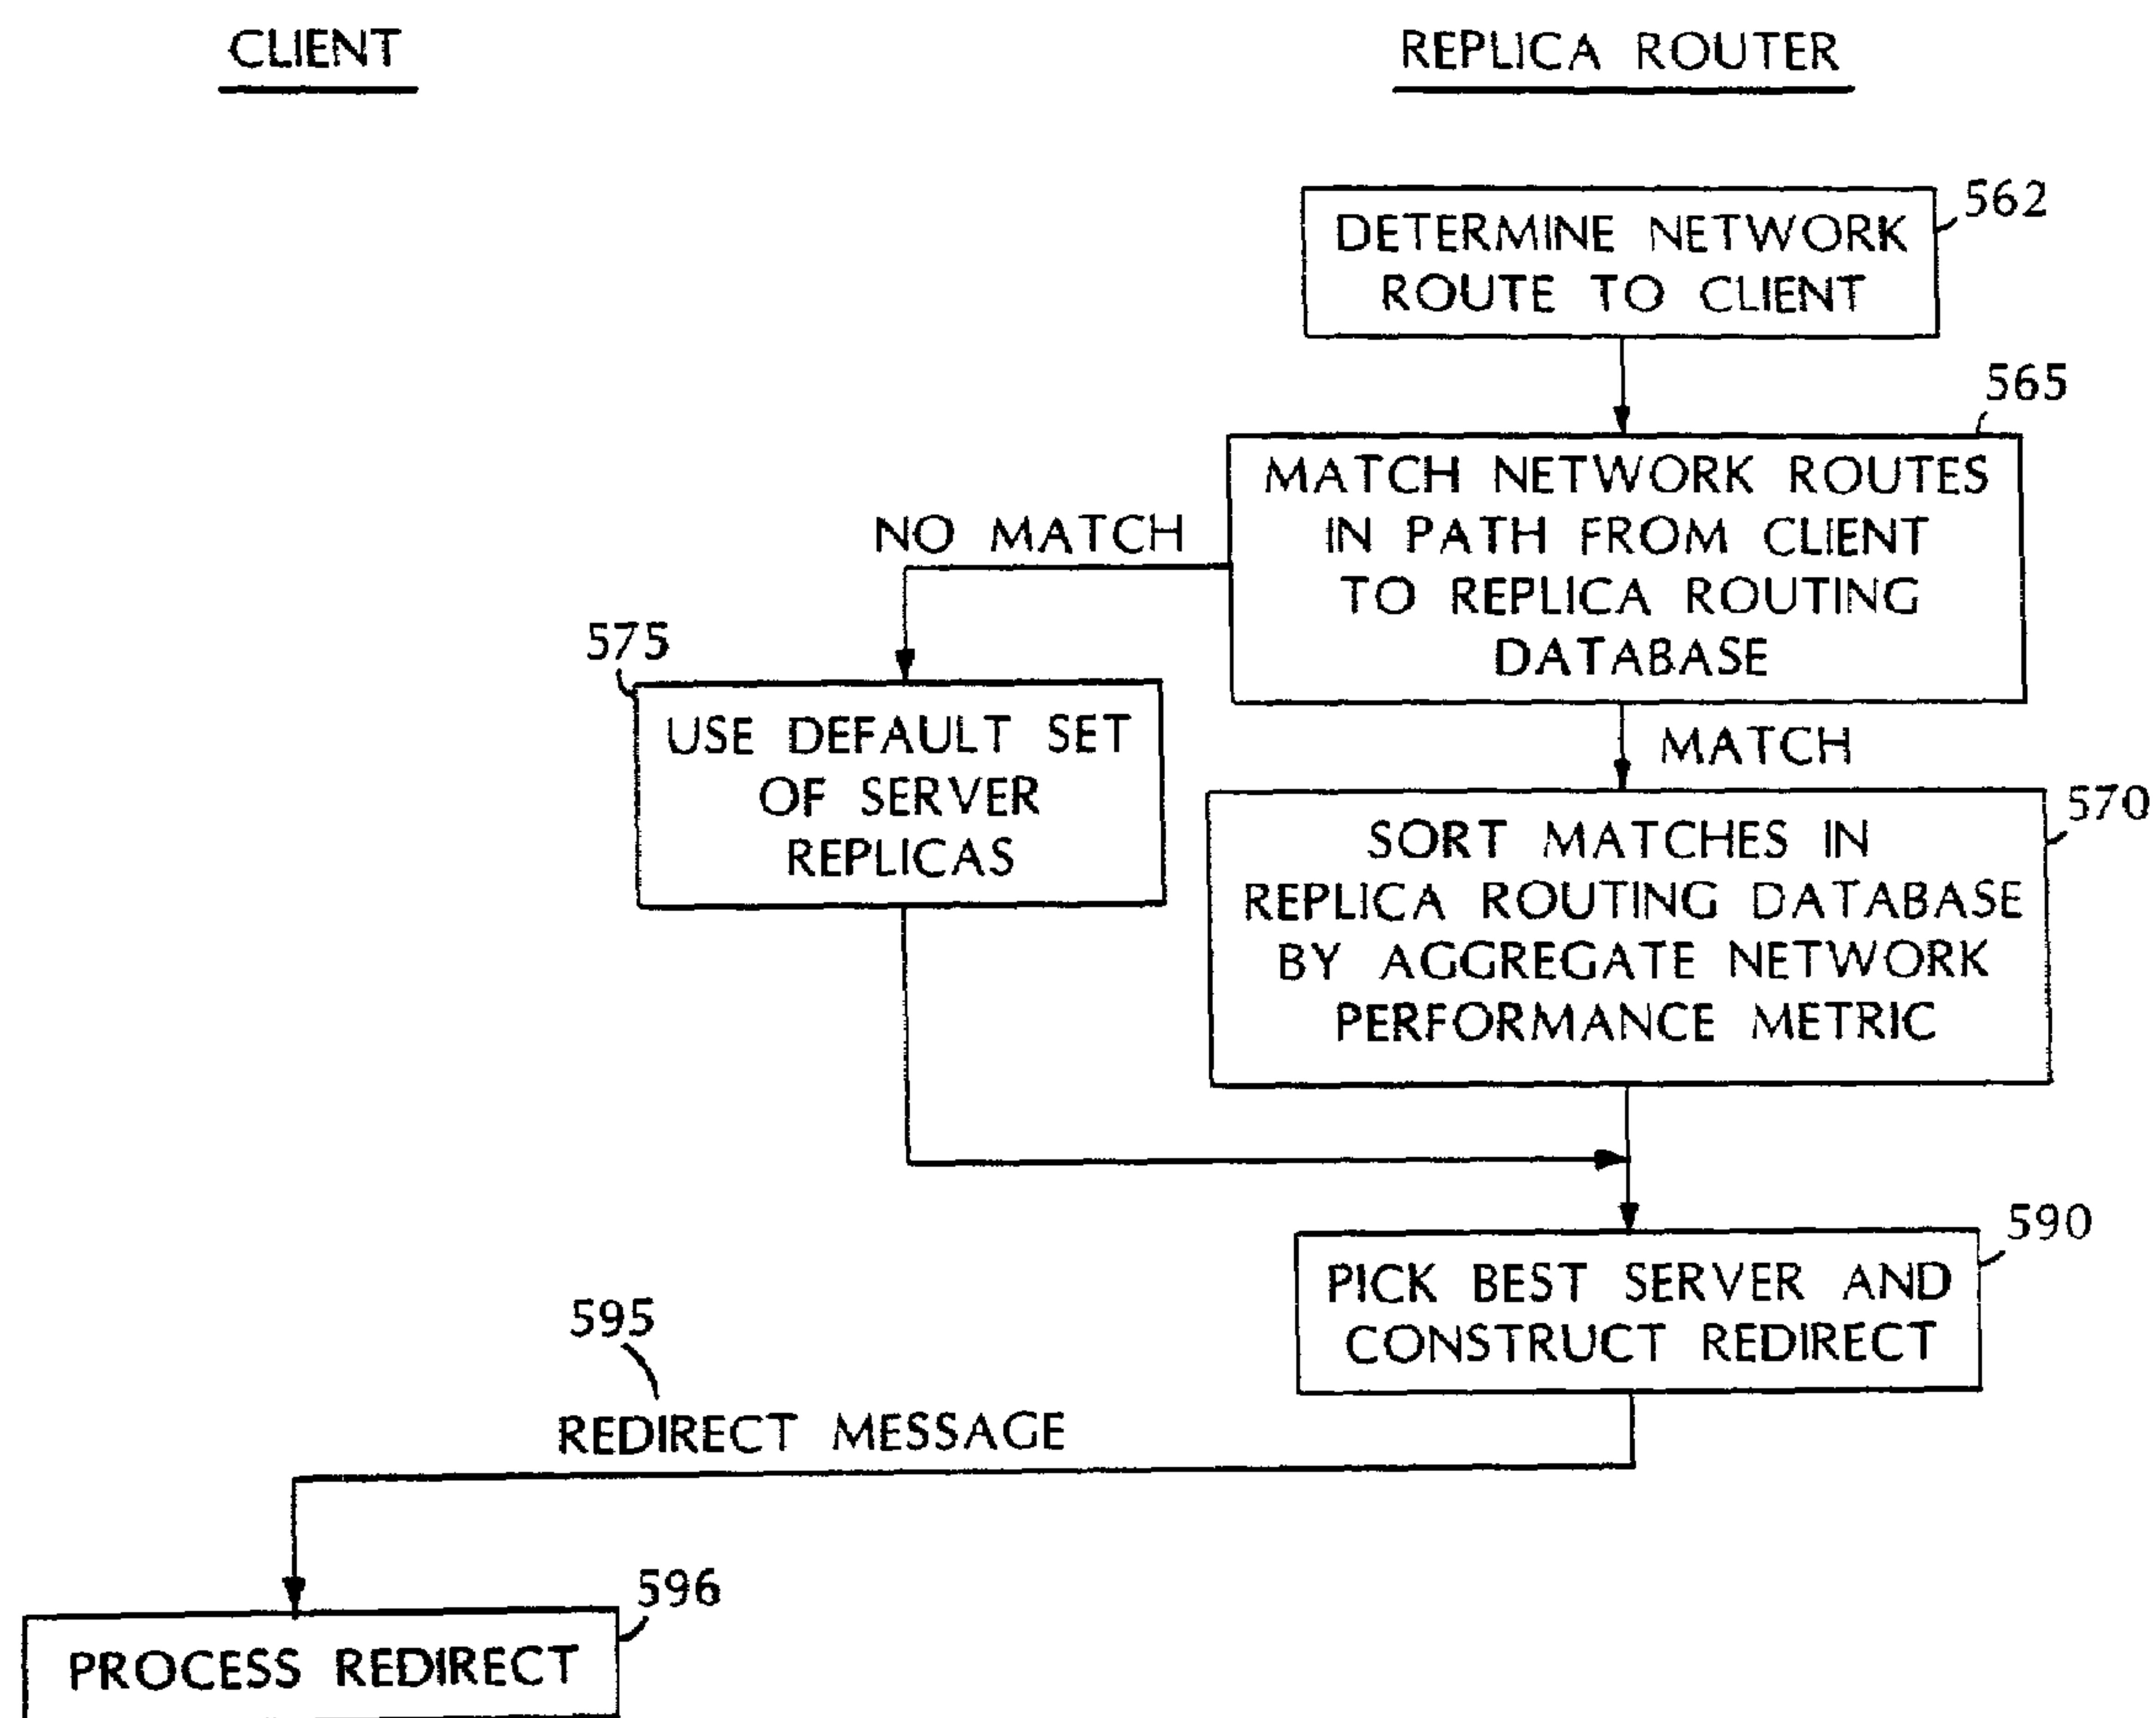 CLIENT
REPLICA ROUTER
562
DETERMINE NETWORK
ROUTE TO CLIENT
565
MATCH NETWORK ROUTES
IN PATH FROM CLIENT
TO REPLICA ROUTING
DATABASE
NO MATCH
575
USE DEFAULT SET
OF SERVER
REPLICAS
MATCH
570
SORT MATCHES IN
REPLICA ROUTING DATABASE
BY AGGREGATE NETWORK
PERFORMANCE METRIC
590
PICK BEST SERVER AND
CONSTRUCT REDIRECT
595
REDIRECT MESSAGE
596
PROCESS REDIRECT